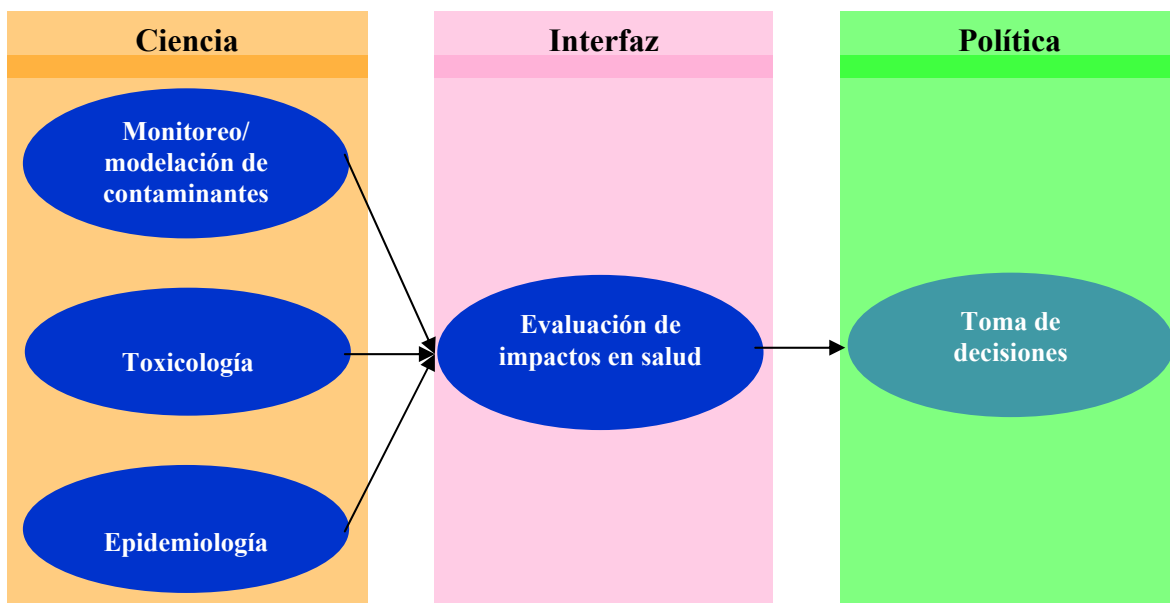 Ciencia
Interfaz
Política
Monitoreo/
modelación de
contaminantes
Toxicología
Epidemiología
Evaluación de
impactos en salud
Toma de
decisiones